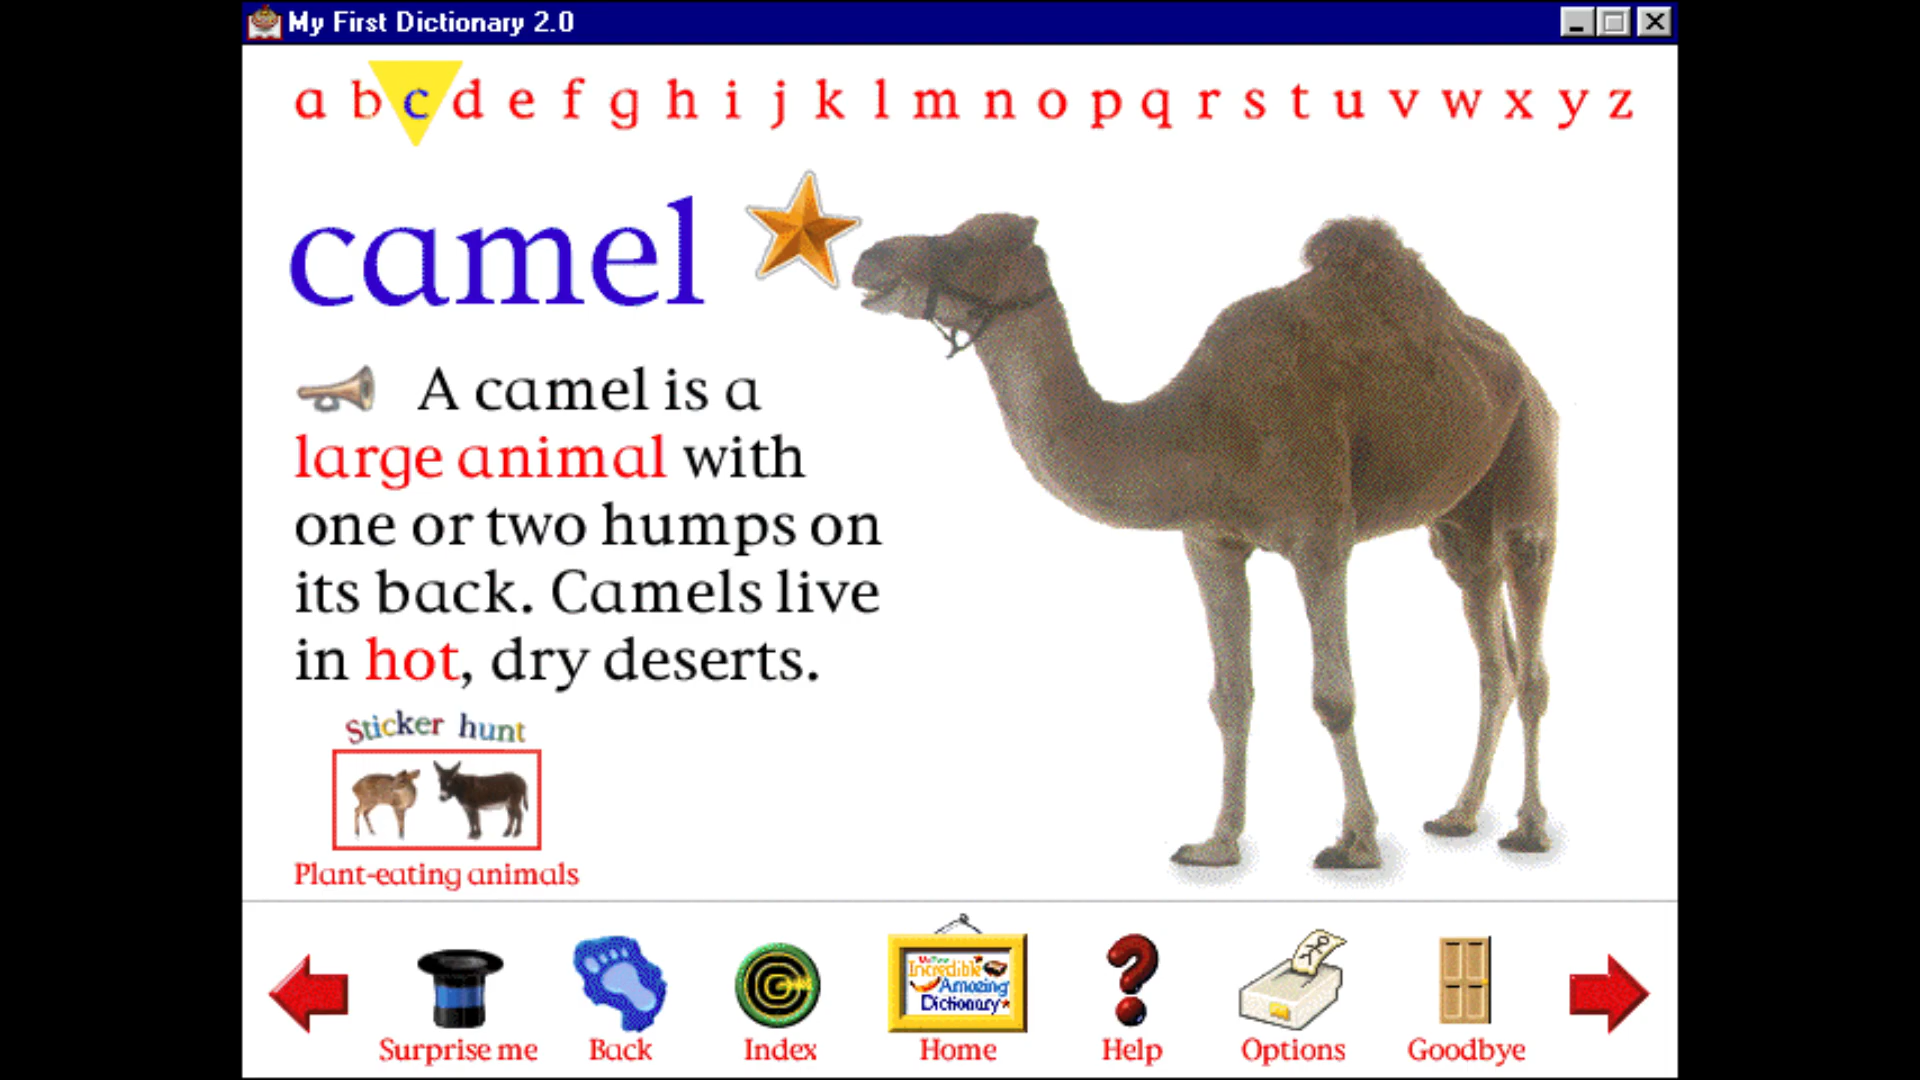 My First Dictionary 2.0
a b c d e f g h i j k l m n o p q r s t u v w x y z
camel
A camel is a
large animal with
one or two humps on
its back. Camels live
in hot, dry deserts.
Sticker hunt
Plant-eating animals
My First
Incredible
Amazing
Dictionary
Surprise me
Back
Index
Home
Help
Options
Goodbye